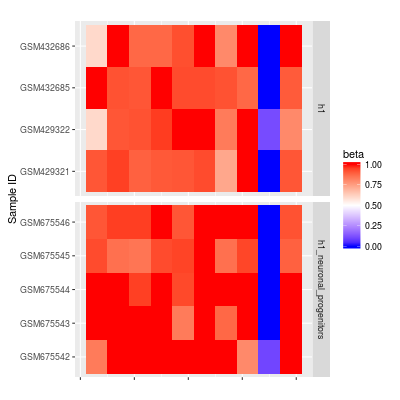 GSM432686
GSM432685
GSM429322
GSM429321
h1
GSM675546
GSM675545
GSM675544
GSM675543
GSM675542
h1_neuronal_progenitors
Sample ID
beta
1.00
0.75
0.50
0.25
0.00